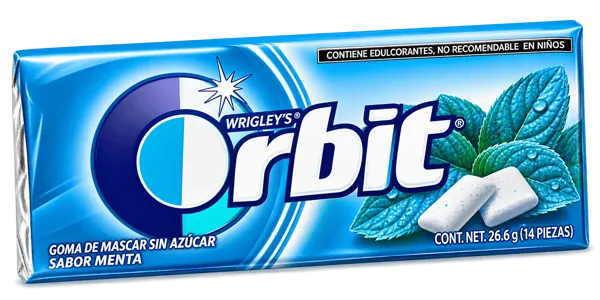 CONTIENE EDULCORANTES, NO RECOMENDABLE EN NIÑOS
WRIGLEY'S®
Orbit®
GOMA DE MASCAR SIN AZÚCAR
SABOR MENTA
CONT. NET. 26.6 g (14 PIEZAS)